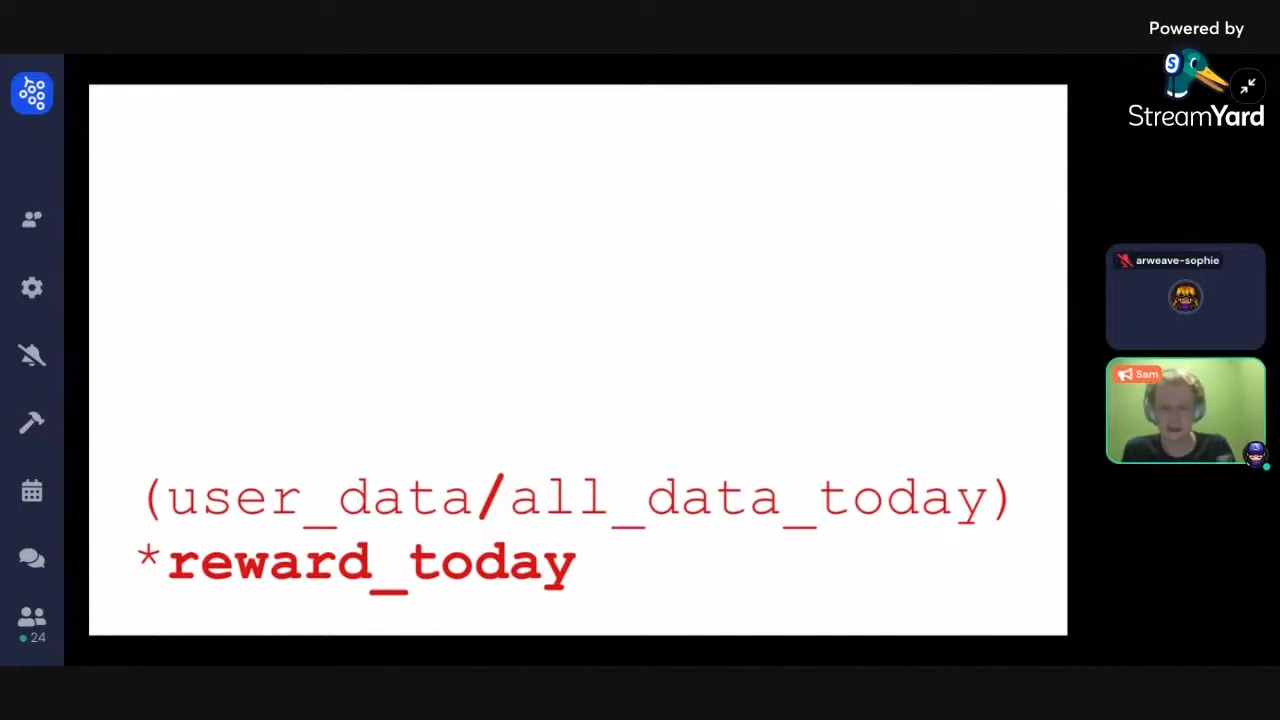 Powered by
S
StreamYard
arweave-sophie
Sam
(user_data/all_data_today)
*reward_today
24